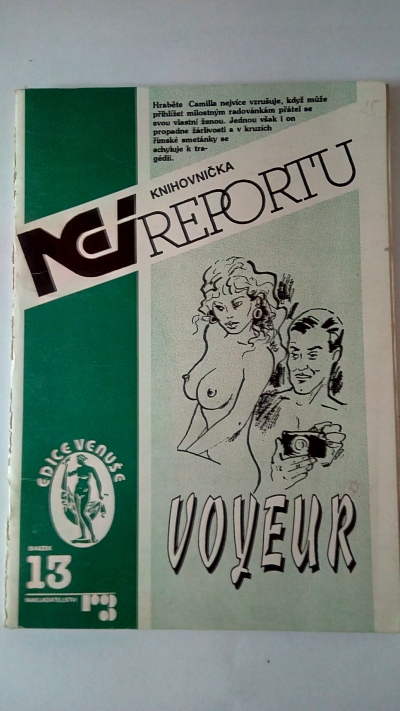 Hraběte Camilla nejvíce vzrušuje, když může
přihlížet milostným radovánkám přátel se
svou vlastní ženou. Jednou však i on
propadne žárlivosti a v kruzích
římské smetánky se
schyluje k tra-
gédii.
KNIHOVNIČKA
NEI REPORTU
EDICE VENUŠE
SVAZEK
13
NAKLADATELSTVÍ
VOYEUR